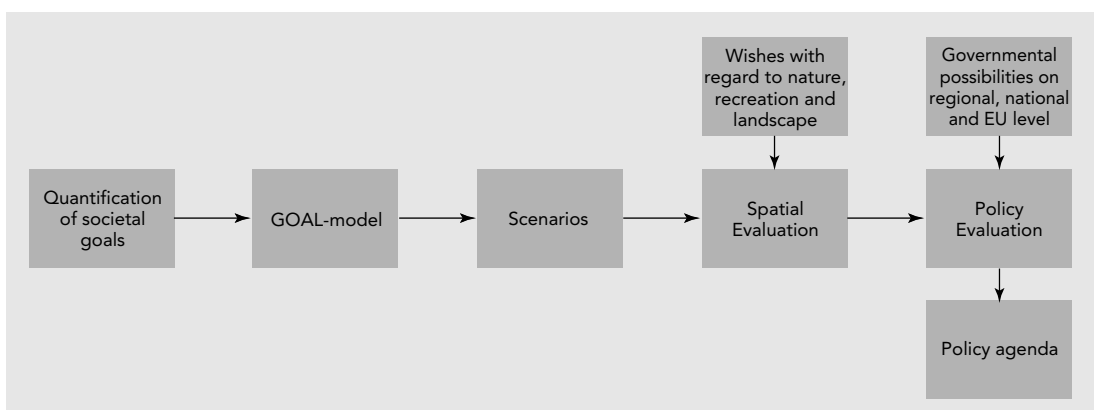 Wishes with
regard to nature,
recreation and
landscape
Governmental
possibilities on
regional, national
and EU level
Quantification
of societal
goals
GOAL-model
Scenarios
Spatial
Evaluation
Policy
Evaluation
Policy agenda